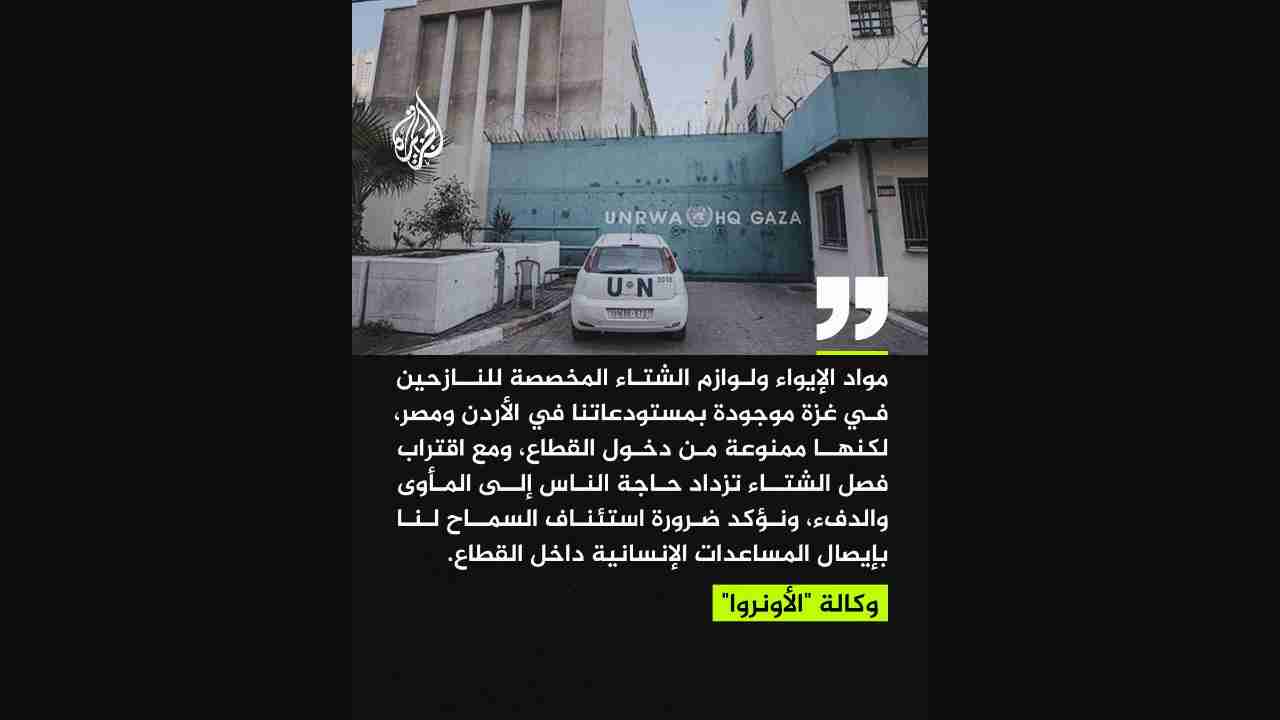 الجزيرة
UNRWA HQ GAZA
UN
مواد الإيواء ولوازم الشتاء المخصصة للنازحين
في غزة موجودة بمستودعاتنا في الأردن ومصر،
لكنها ممنوعة من دخول القطاع، ومع اقتراب
فصل الشتاء تزداد حاجة الناس إلى المأوى
والدفء، ونؤكد ضرورة استئناف السماح لنا
بإيصال المساعدات الإنسانية داخل القطاع.
وكالة "الأونروا"